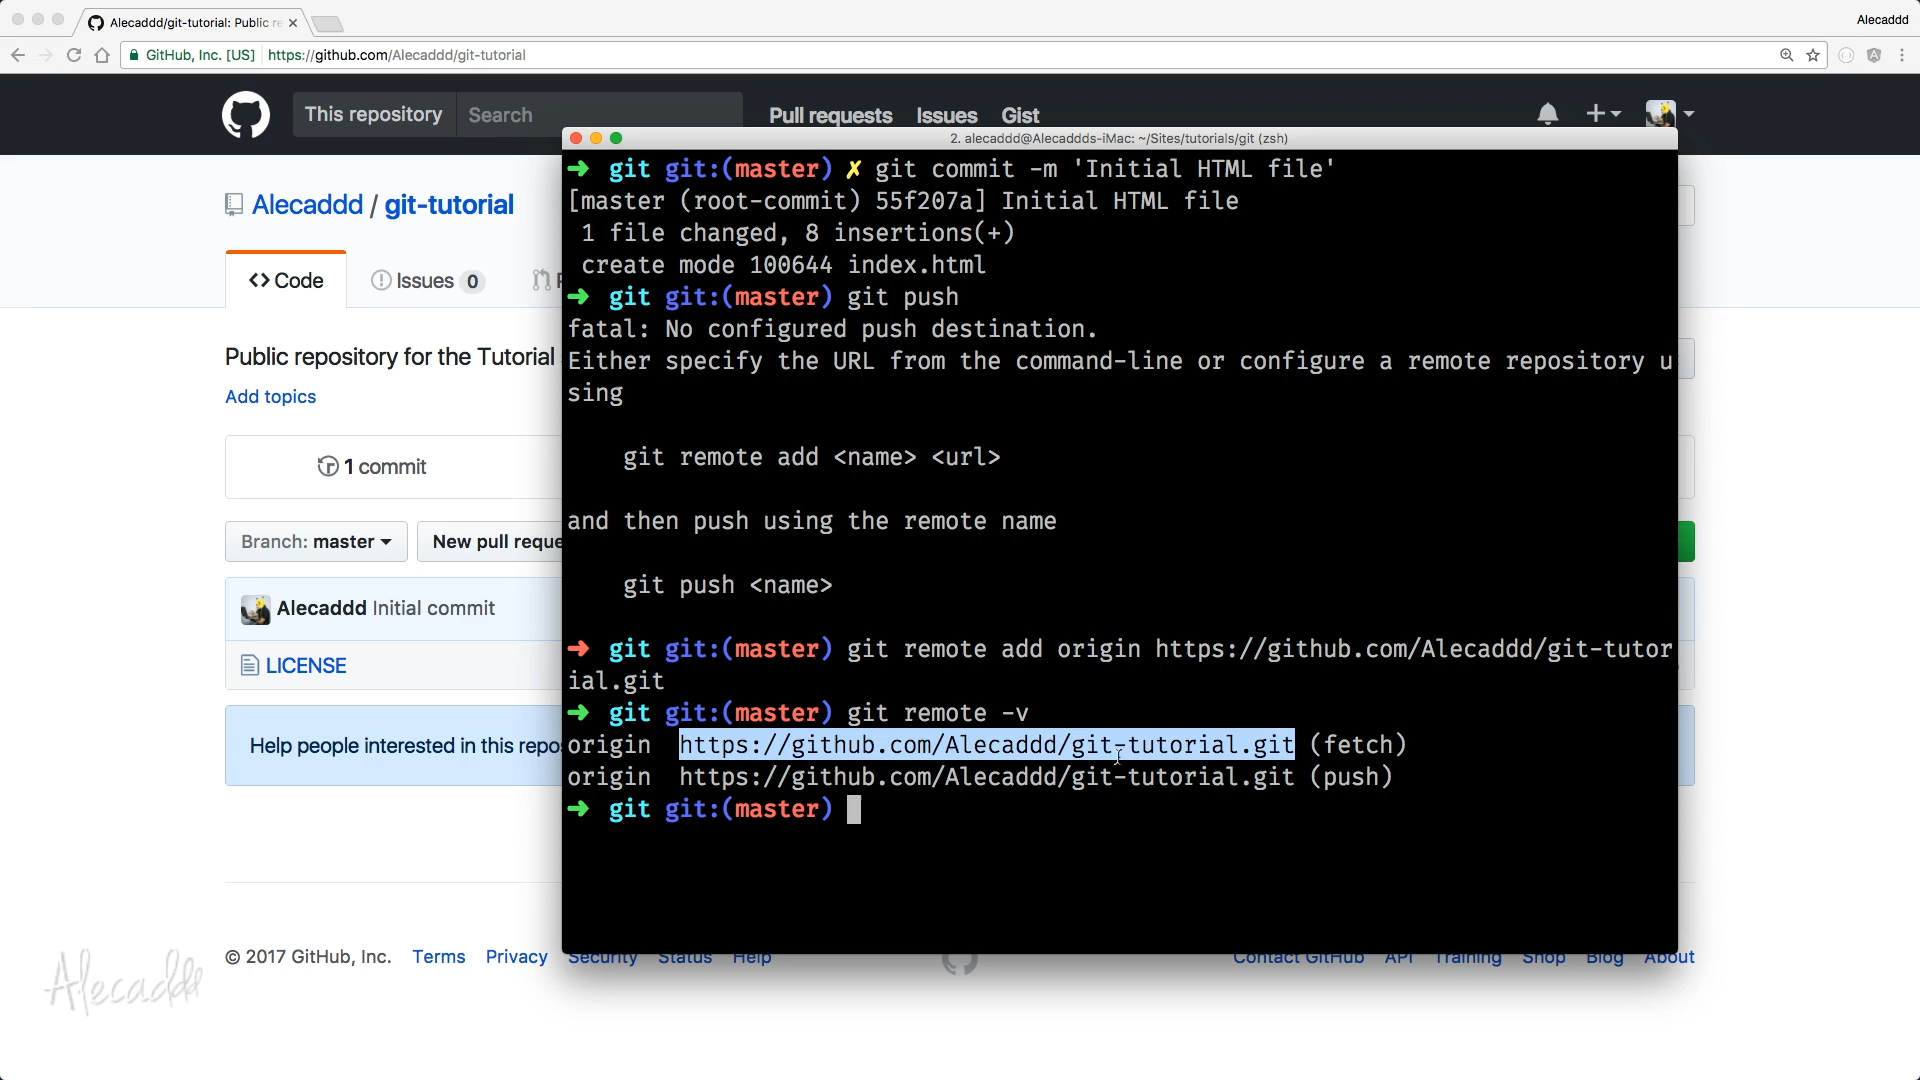 Alecaddd/git-tutorial: Public re
Alecaddd
GitHub, Inc. [US]
https://github.com/Alecaddd/git-tutorial
This repository
Search
Pull requests
Issues
Gist
Alecaddd / git-tutorial
<> Code
Issues 0
Public repository for the Tutorial
Add topics
1 commit
Branch: master
New pull reque
Alecaddd Initial commit
LICENSE
Help people interested in this repo
2. alecaddd@Alecaddds-iMac: ~/Sites/tutorials/git (zsh)
➜ git git:(master) ✗ git commit -m 'Initial HTML file'
[master (root-commit) 55f207a] Initial HTML file
1 file changed, 8 insertions(+)
create mode 100644 index.html
➜ git git:(master) git push
fatal: No configured push destination.
Either specify the URL from the command-line or configure a remote repository u
sing
git remote add <name> <url>
and then push using the remote name
git push <name>
➜ git git:(master) git remote add origin https://github.com/Alecaddd/git-tutor
ial.git
➜ git git:(master) git remote -v
origin https://github.com/Alecaddd/git-tutorial.git (fetch)
origin https://github.com/Alecaddd/git-tutorial.git (push)
➜ git git:(master)
© 2017 GitHub, Inc. Terms Privacy Security Status Help
Contact GitHub API Training Shop Blog About
Alecaddd